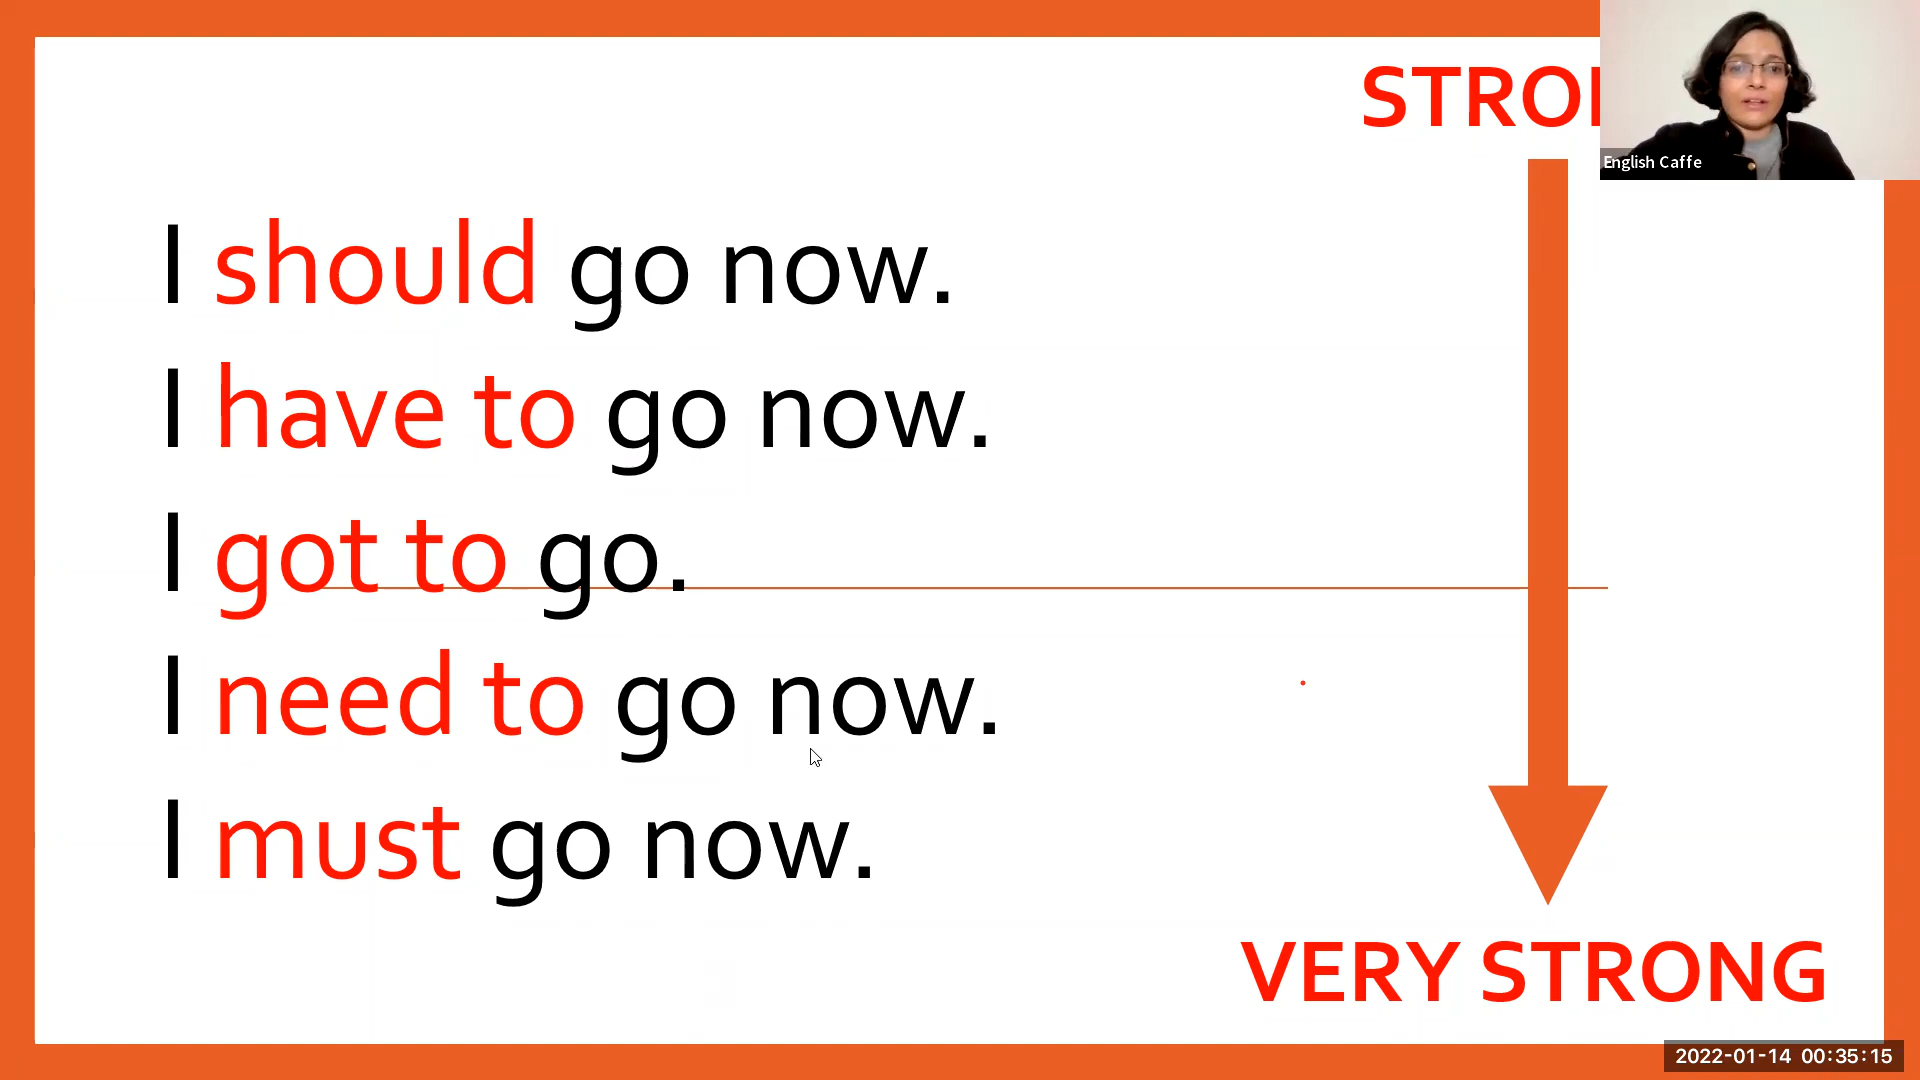 STRO
English Caffe
I should go now.
I have to go now.
I got to go.
I need to go now.
I must go now.
VERY STRONG
2022-01-14 00:35:15